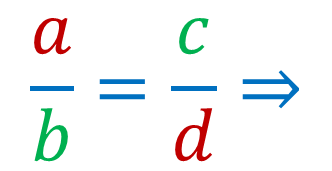 a/b = c/d ⇒